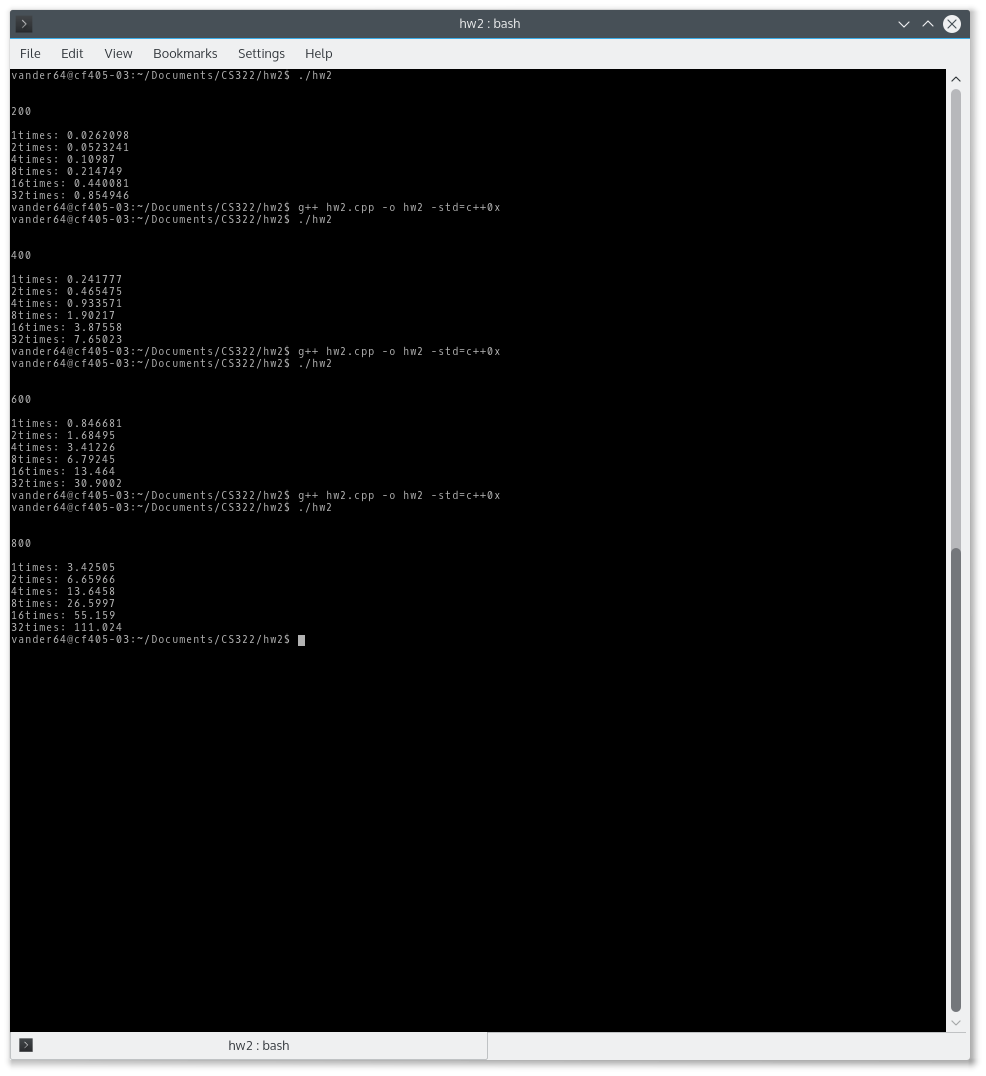 hw2 : bash
File Edit View Bookmarks Settings Help
vander64@cf405-03:~/Documents/CS322/hw2$ ./hw2
200
1times: 0.0262098
2times: 0.0523241
4times: 0.10987
8times: 0.214749
16times: 0.440081
32times: 0.854946
vander64@cf405-03:~/Documents/CS322/hw2$ g++ hw2.cpp -o hw2 -std=c++0x
vander64@cf405-03:~/Documents/CS322/hw2$ ./hw2
400
1times: 0.241777
2times: 0.465475
4times: 0.933571
8times: 1.90217
16times: 3.87558
32times: 7.65023
vander64@cf405-03:~/Documents/CS322/hw2$ g++ hw2.cpp -o hw2 -std=c++0x
vander64@cf405-03:~/Documents/CS322/hw2$ ./hw2
600
1times: 0.846681
2times: 1.68495
4times: 3.41226
8times: 6.79245
16times: 13.464
32times: 30.9002
vander64@cf405-03:~/Documents/CS322/hw2$ g++ hw2.cpp -o hw2 -std=c++0x
vander64@cf405-03:~/Documents/CS322/hw2$ ./hw2
800
1times: 3.42505
2times: 6.65966
4times: 13.6458
8times: 26.5997
16times: 55.159
32times: 111.024
vander64@cf405-03:~/Documents/CS322/hw2$
hw2 : bash